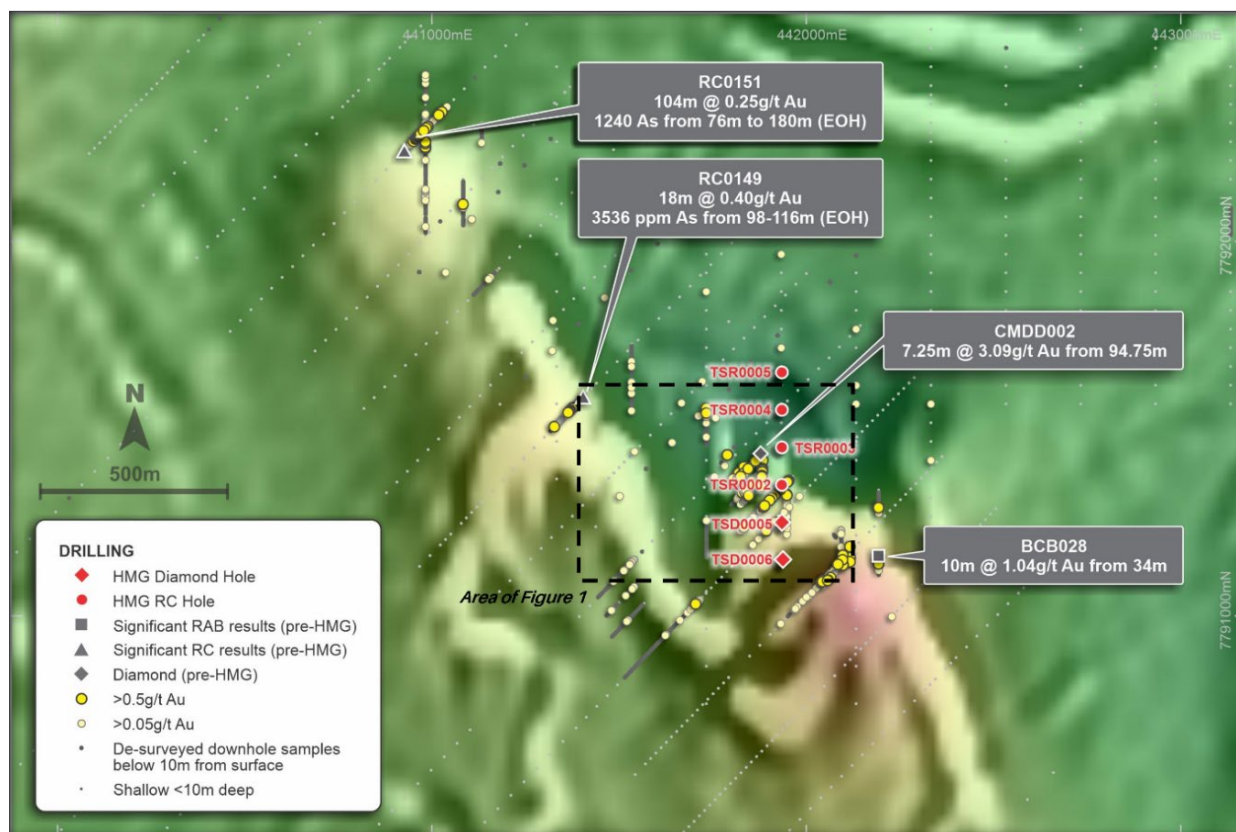 441000mE
442000mE
443000mE
RC0151
104m @ 0.25g/t Au
1240 As from 76m to 180m (EOH)
RC0149
18m @ 0.40g/t Au
3536 ppm As from 98-116m (EOH)
7792000mN
CMDD002
7.25m @ 3.09g/t Au from 94.75m
TSR0005
TSR0004
TSR0003
TSR0002
TSD0005
TSD0006
N
500m
BCB028
10m @ 1.04g/t Au from 34m
7791000mN
Area of Figure 1
DRILLING
HMG Diamond Hole
HMG RC Hole
Significant RAB results (pre-HMG)
Significant RC results (pre-HMG)
Diamond (pre-HMG)
>0.5g/t Au
>0.05g/t Au
De-surveyed downhole samples
below 10m from surface
Shallow <10m deep